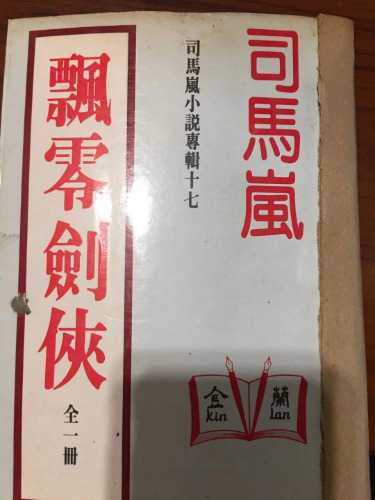 司馬嵐
司馬嵐小説專輯十七
飄零劍俠
全一冊
金 蘭
kin lan